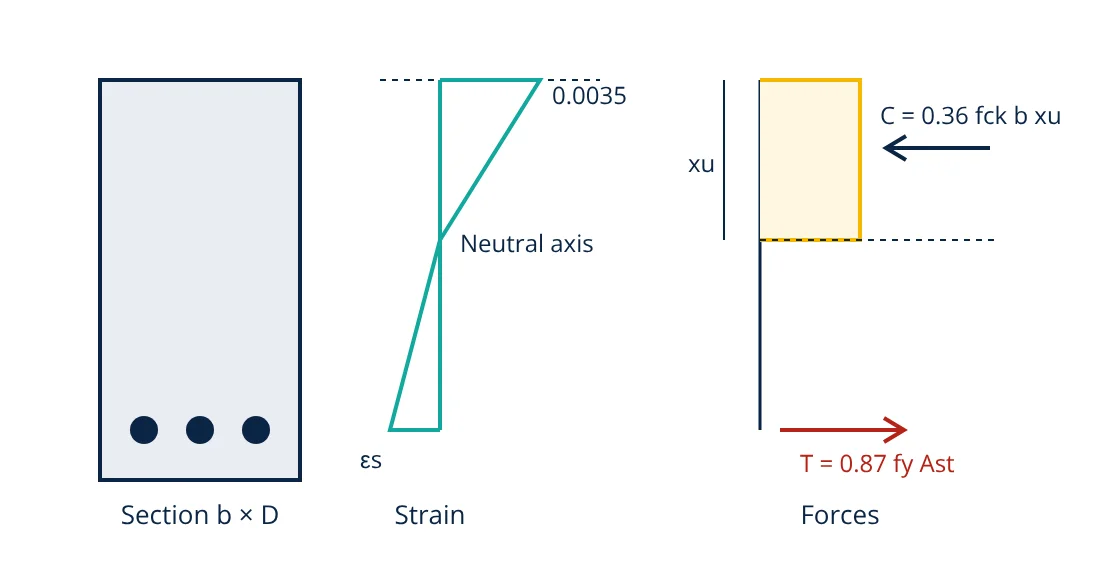 0.0035
C = 0.36 fck b xu
xu
Neutral axis
εs
T = 0.87 fy Ast
Section b × D
Strain
Forces